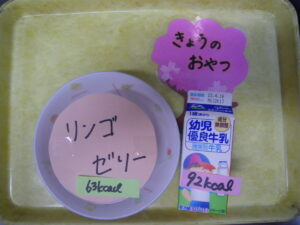 きょうの
おやつ
リンゴ
ゼリー
63kcal
幼児
優良牛乳
92kcal